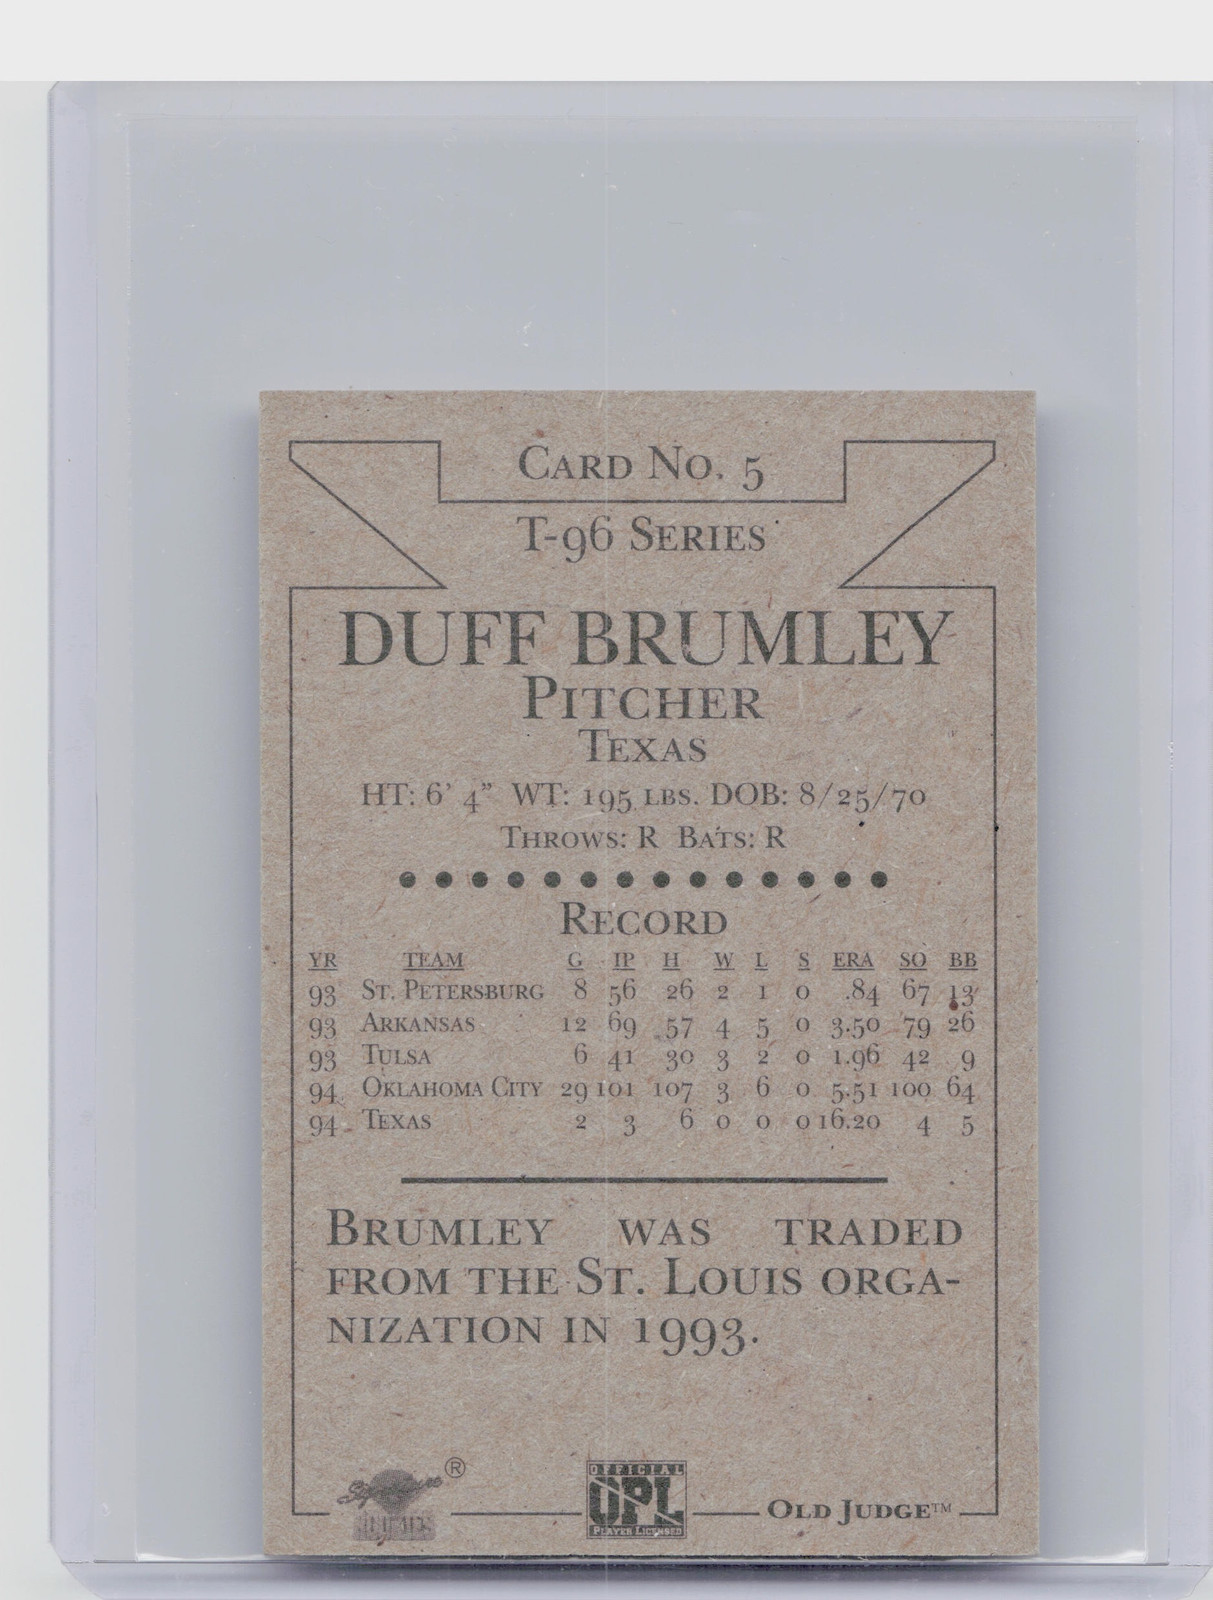 Card No. 5
T-96 Series
DUFF BRUMLEY
Pitcher
Texas
HT: 6' 4" WT: 195 lbs. DOB: 8/25/70
Throws: R Bats: R
Record
YR TEAM G IP H W L S ERA SO BB
93 St. Petersburg 8 56 26 2 1 0 .84 67 13
93 Arkansas 12 69 57 4 5 0 3.50 79 26
93 Tulsa 6 41 30 3 2 0 1.96 42 9
94 Oklahoma City 29 101 107 3 6 0 5.51 100 64
94 Texas 2 3 6 0 0 0 16.20 4 5
Brumley was traded
from the St. Louis orga-
nization in 1993.
Signature ®
OFFICIAL
OPL
Player Licensed
Old Judge™